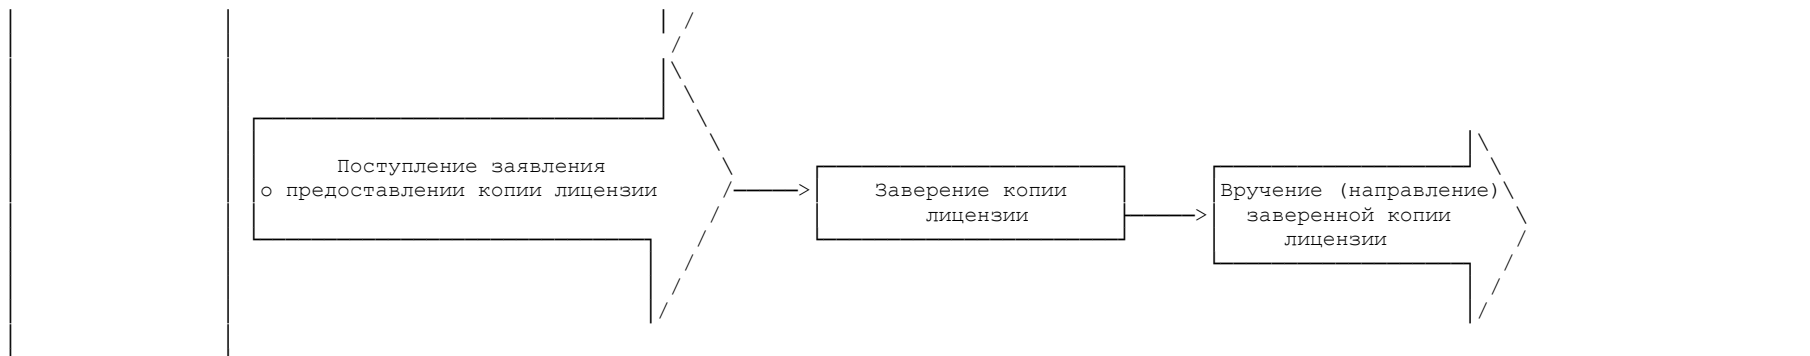 Поступление заявления
о предоставлении копии лицензии
Заверение копии
лицензии
Вручение (направление)
заверенной копии
лицензии